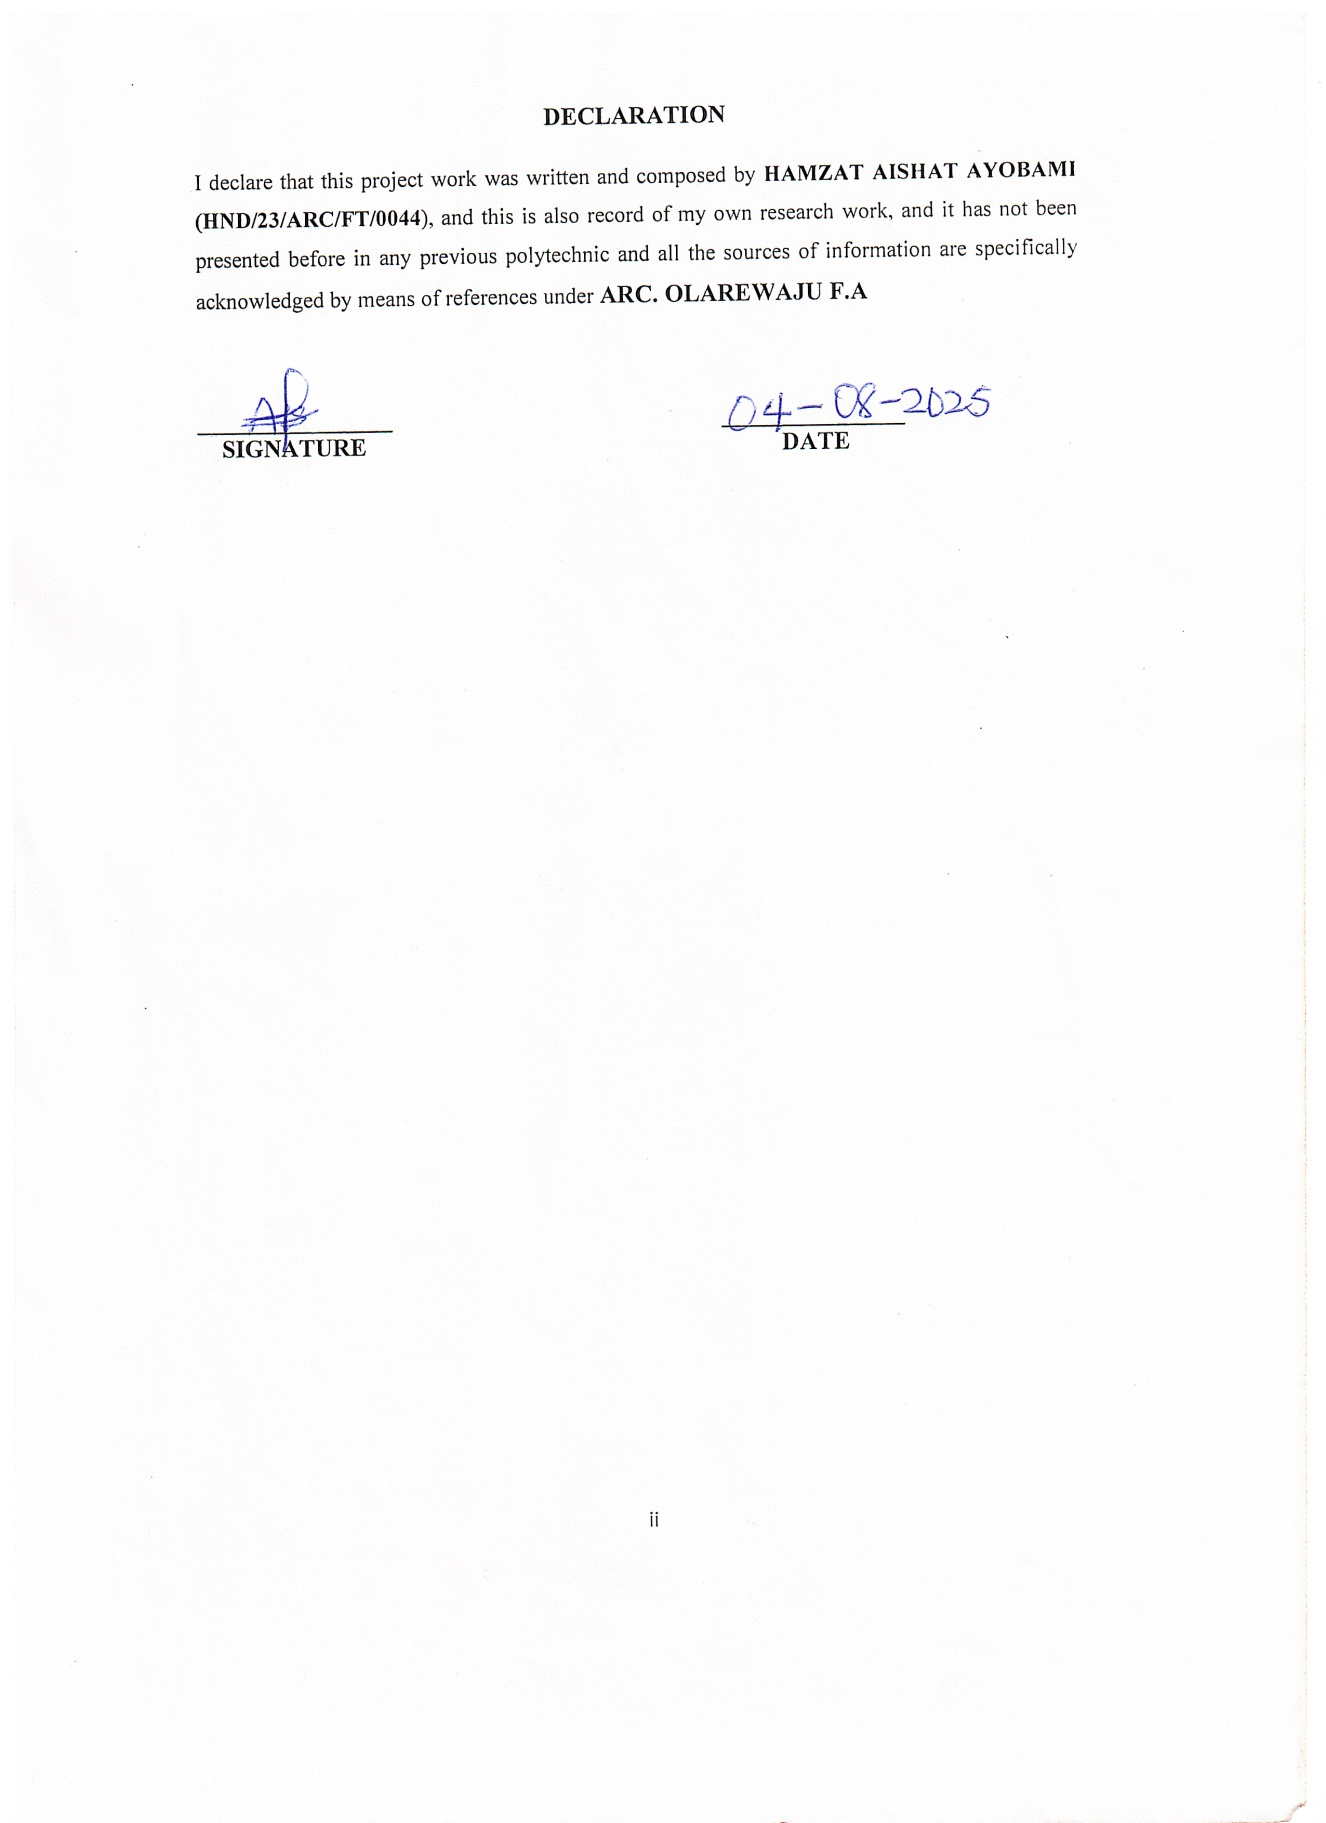 DECLARATION
I declare that this project work was written and composed by HAMZAT AISHAT AYOBAMI
(HND/23/ARC/FT/0044), and this is also record of my own research work, and it has not been
presented before in any previous polytechnic and all the sources of information are specifically
acknowledged by means of references under ARC. OLAREWAJU F.A
04-08-2025
SIGNATURE DATE
ii